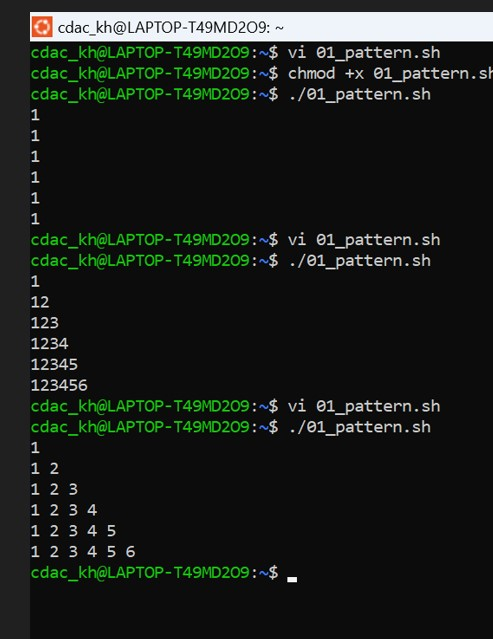 cdac_kh@LAPTOP-T49MD2O9: ~
cdac_kh@LAPTOP-T49MD2O9:~$ vi 01_pattern.sh
cdac_kh@LAPTOP-T49MD2O9:~$ chmod +x 01_pattern.sh
cdac_kh@LAPTOP-T49MD2O9:~$ ./01_pattern.sh
1
1
1
1
1
1
cdac_kh@LAPTOP-T49MD2O9:~$ vi 01_pattern.sh
cdac_kh@LAPTOP-T49MD2O9:~$ ./01_pattern.sh
1
12
123
1234
12345
123456
cdac_kh@LAPTOP-T49MD2O9:~$ vi 01_pattern.sh
cdac_kh@LAPTOP-T49MD2O9:~$ ./01_pattern.sh
1
1 2
1 2 3
1 2 3 4
1 2 3 4 5
1 2 3 4 5 6
cdac_kh@LAPTOP-T49MD2O9:~$